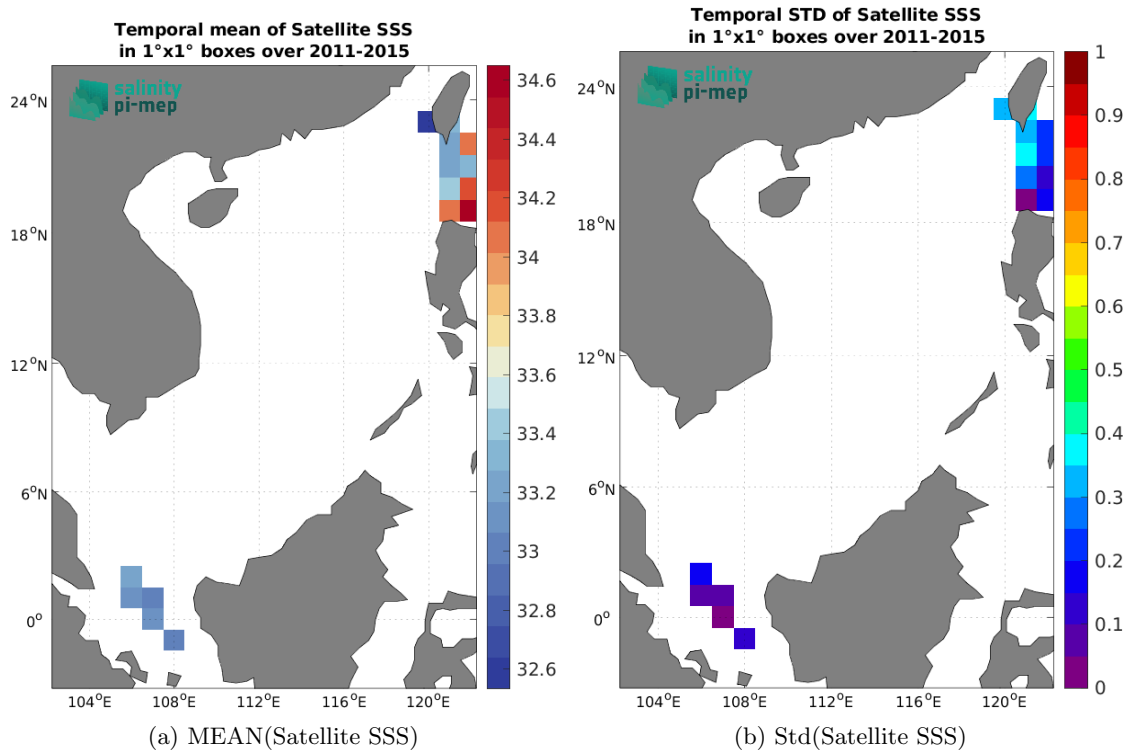 Temporal mean of Satellite SSS
in 1°x1° boxes over 2011-2015
salinity
pi-mep
24°N
18°N
12°N
6°N
0°
104°E
108°E
112°E
116°E
120°E
34.6
34.4
34.2
34
33.8
33.6
33.4
33.2
33
32.8
32.6
(a) MEAN(Satellite SSS)
Temporal STD of Satellite SSS
in 1°x1° boxes over 2011-2015
salinity
pi-mep
24°N
18°N
12°N
6°N
0°
104°E
108°E
112°E
116°E
120°E
1
0.9
0.8
0.7
0.6
0.5
0.4
0.3
0.2
0.1
0
(b) Std(Satellite SSS)